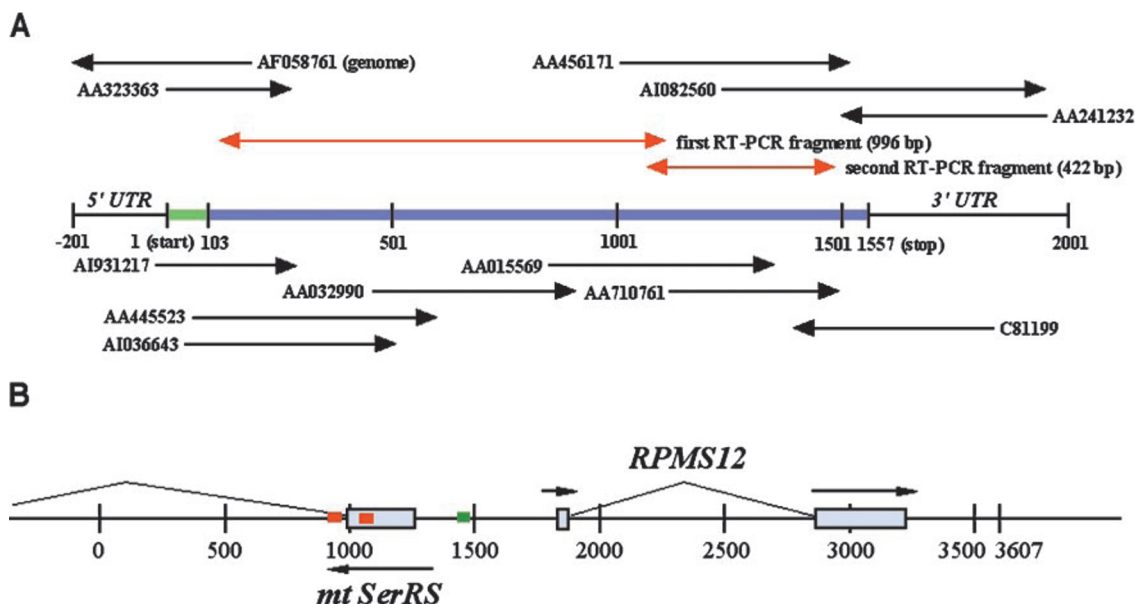 A
AF058761 (genome)
AA456171
AA323363
AI082560
AA241232
first RT-PCR fragment (996 bp)
second RT-PCR fragment (422 bp)
5' UTR
3' UTR
-201
1 (start)
103
501
1001
1501
1557 (stop)
2001
AI931217
AA015569
AA032990
AA710761
AA445523
C81199
AI036643
B
RPMS12
0
500
1000
1500
2000
2500
3000
3500
3607
mt SerRS